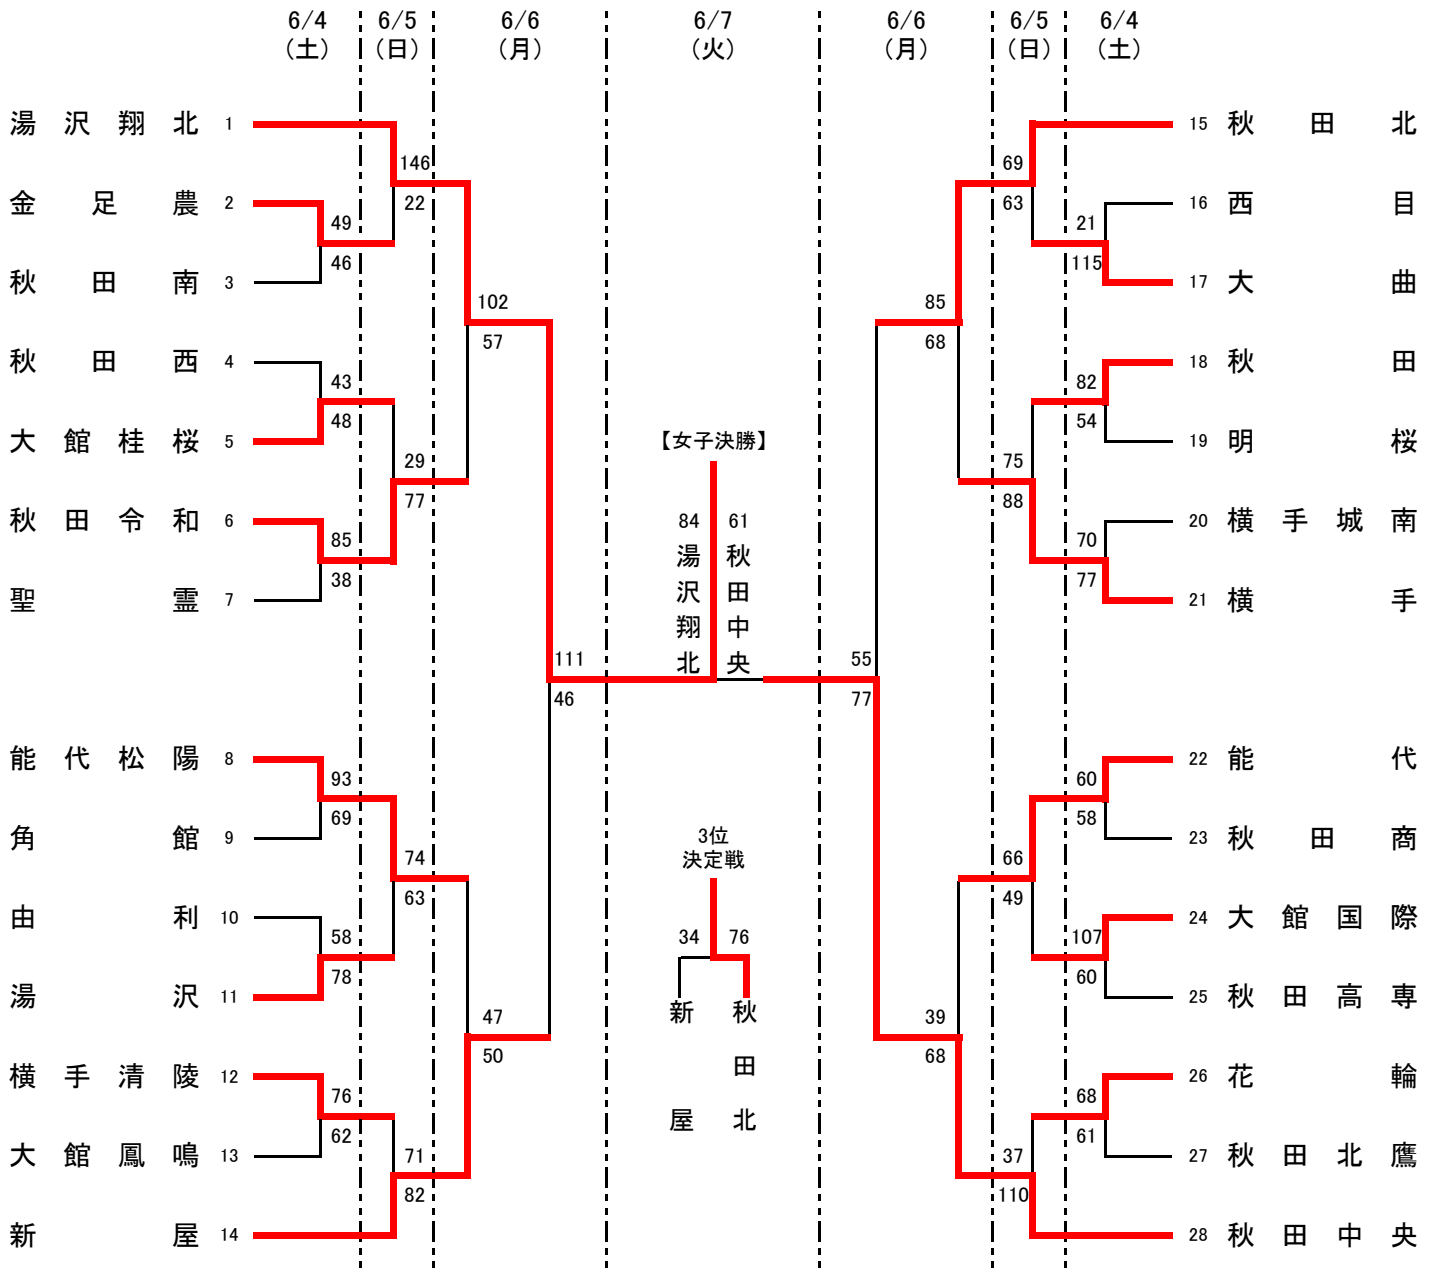 6/4 6/5 6/6 6/7 6/6 6/5 6/4
（土） （日） （月） （火） （月） （日） （土）
湯沢翔北 1
146
22
金足農 2
49
46
秋田南 3
102
57
秋田西 4
43
48
大館桂桜 5
29
77
秋田令和 6
85
38
聖霊 7
111
46
能代松陽 8
93
69
角館 9
74
63
由利 10
58
78
湯沢 11
47
50
横手清陵 12
76
62
大館鳳鳴 13
71
82
新屋 14
【女子決勝】
84 61
湯沢翔北
秋田中央
3位
決定戦
34 76
新屋
秋田北
15 秋田北
69
63
16 西目
21
115
17 大曲
85
68
18 秋田
82
54
19 明桜
75
88
20 横手城南
70
77
21 横手
55
77
22 能代
60
58
23 秋田商
66
49
24 大館国際
107
60
25 秋田高専
39
68
26 花輪
68
61
27 秋田北鷹
37
110
28 秋田中央